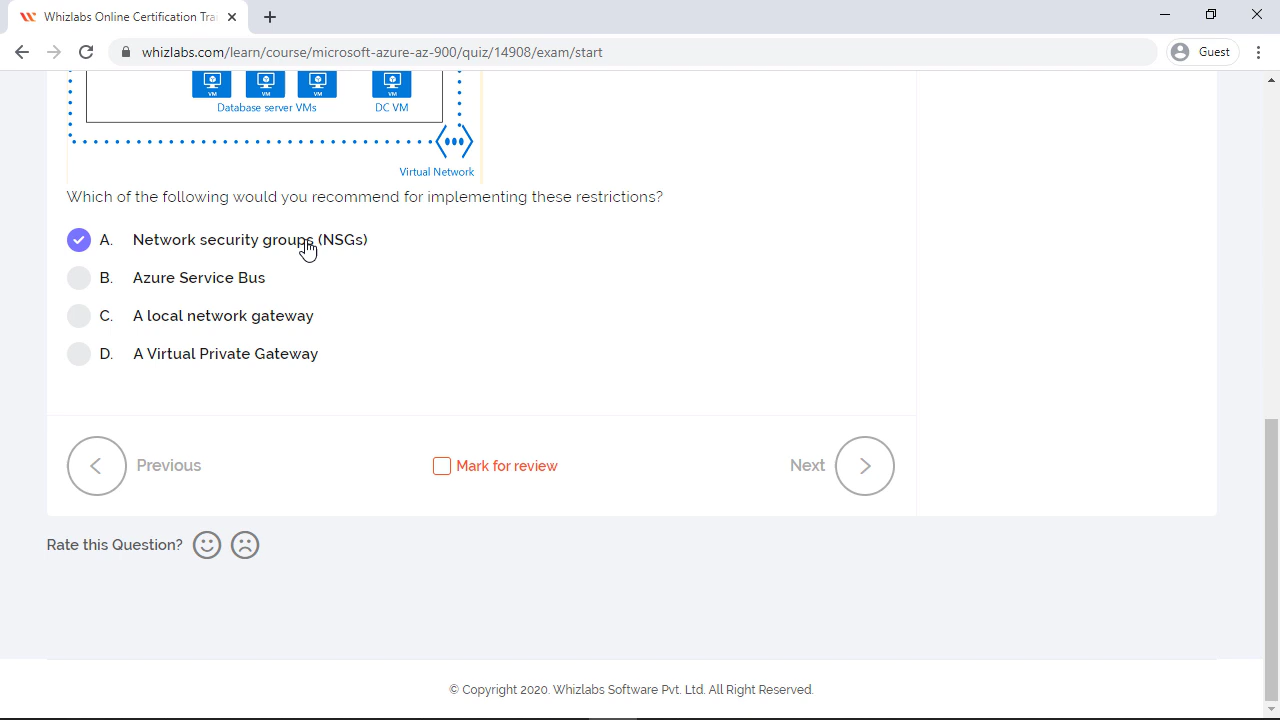 Whizlabs Online Certification Tra
whizlabs.com/learn/course/microsoft-azure-az-900/quiz/14908/exam/start
Guest
VM VM VM VM
Database server VMs DC VM
Virtual Network
Which of the following would you recommend for implementing these restrictions?
A. Network security groups (NSGs)
B. Azure Service Bus
C. A local network gateway
D. A Virtual Private Gateway
Previous Mark for review Next
Rate this Question?
© Copyright 2020. Whizlabs Software Pvt. Ltd. All Right Reserved.